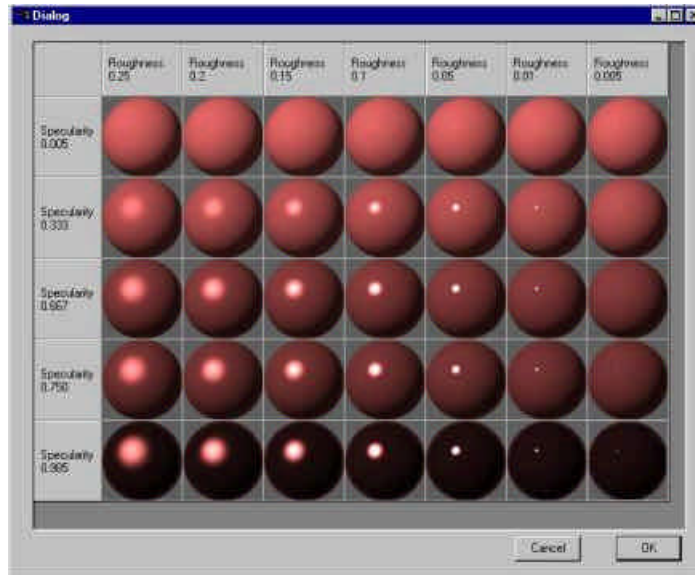 Dialog
Roughness 0.25
Roughness 0.2
Roughness 0.15
Roughness 0.1
Roughness 0.05
Roughness 0.01
Roughness 0.005
Specularity
0.005
Specularity
0.333
Specularity
0.667
Specularity
0.750
Specularity
0.985
Cancel
OK